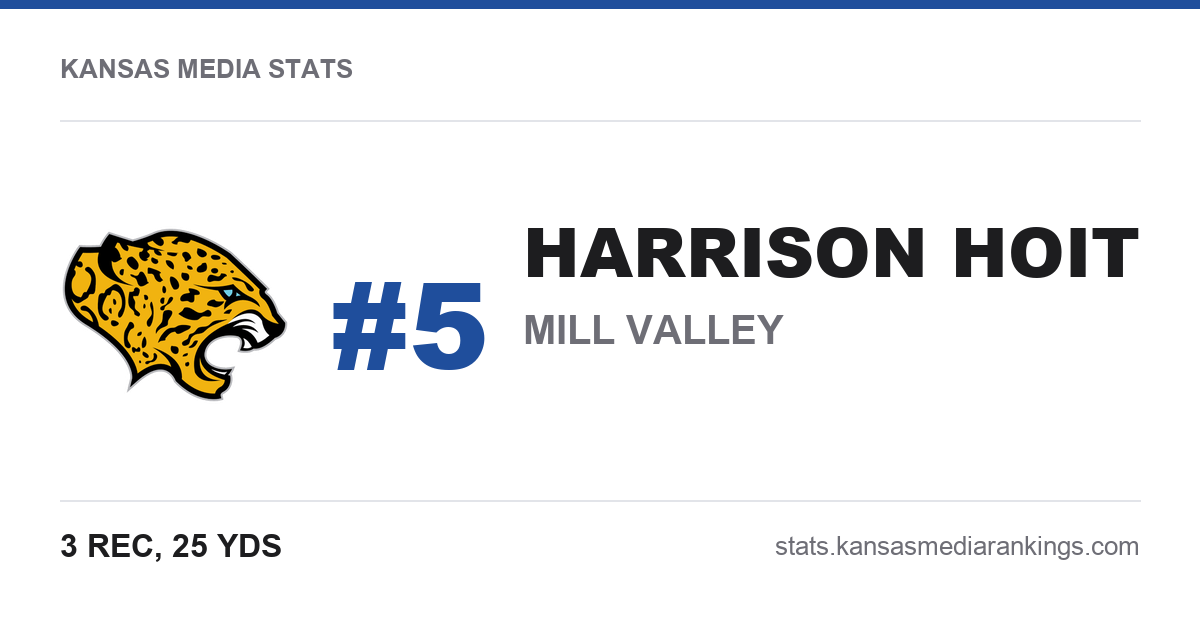 KANSAS MEDIA STATS
#5
HARRISON HOIT
MILL VALLEY
3 REC, 25 YDS
stats.kansasmediarankings.com